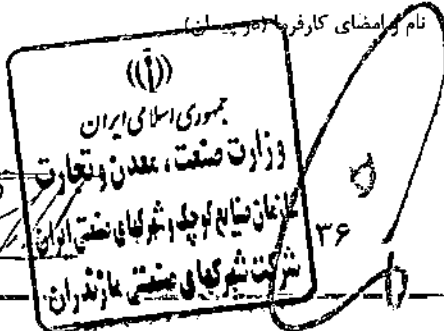 نام و امضای کارفرما (مهر پیمان)
جمهوری اسلامی ایران
وزارت صنعت، معدن و تجارت
سازمان صنایع کوچک و شهرکهای صنعتی ایران
شرکت شهرکهای صنعتی مازندران
۳۶